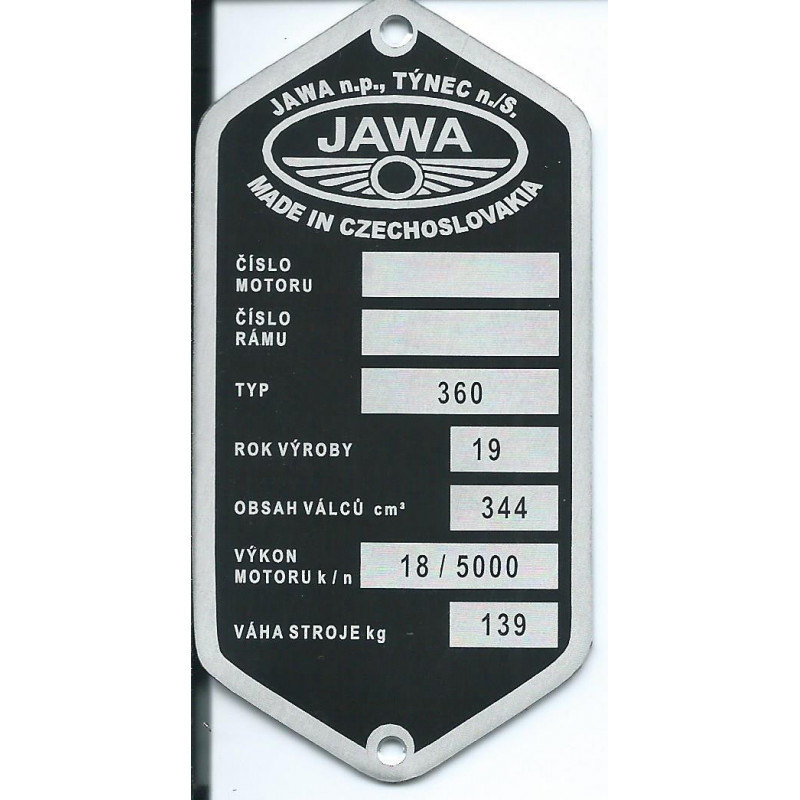 JAWA n.p., TÝNEC n./S.
JAWA
MADE IN CZECHOSLOVAKIA
ČÍSLO
MOTORU
ČÍSLO
RÁMU
TYP 360
ROK VÝROBY 19
OBSAH VÁLCŮ cm³ 344
VÝKON
MOTORU k / n 18 / 5000
VÁHA STROJE kg 139